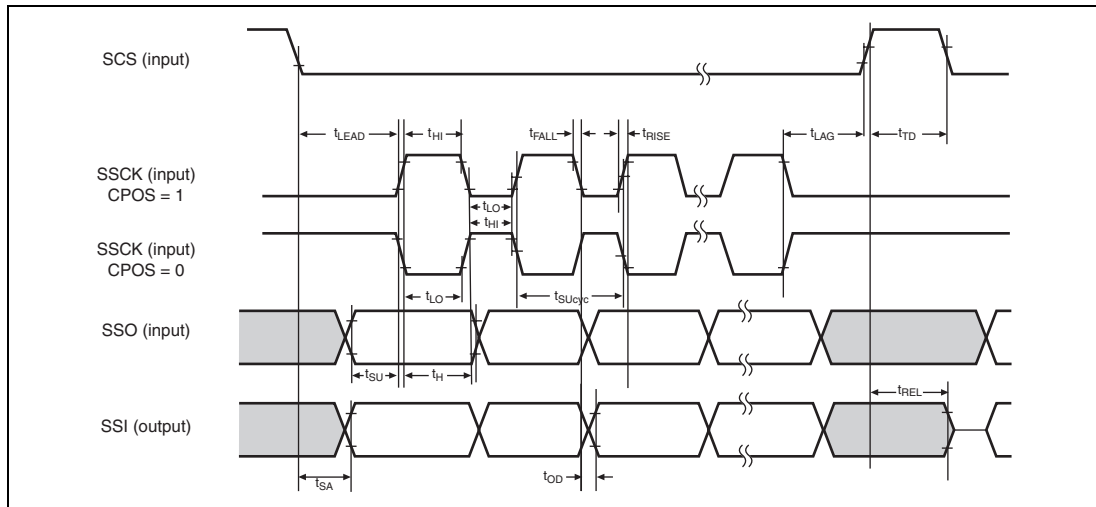 SCS (input)
tLEAD
tHI
tFALL
tRISE
tLAG
tTD
SSCK (input)
CPOS = 1
tLO
tHI
SSCK (input)
CPOS = 0
tLO
tSUcyc
SSO (input)
tSU
tH
tREL
SSI (output)
tSA
tOD